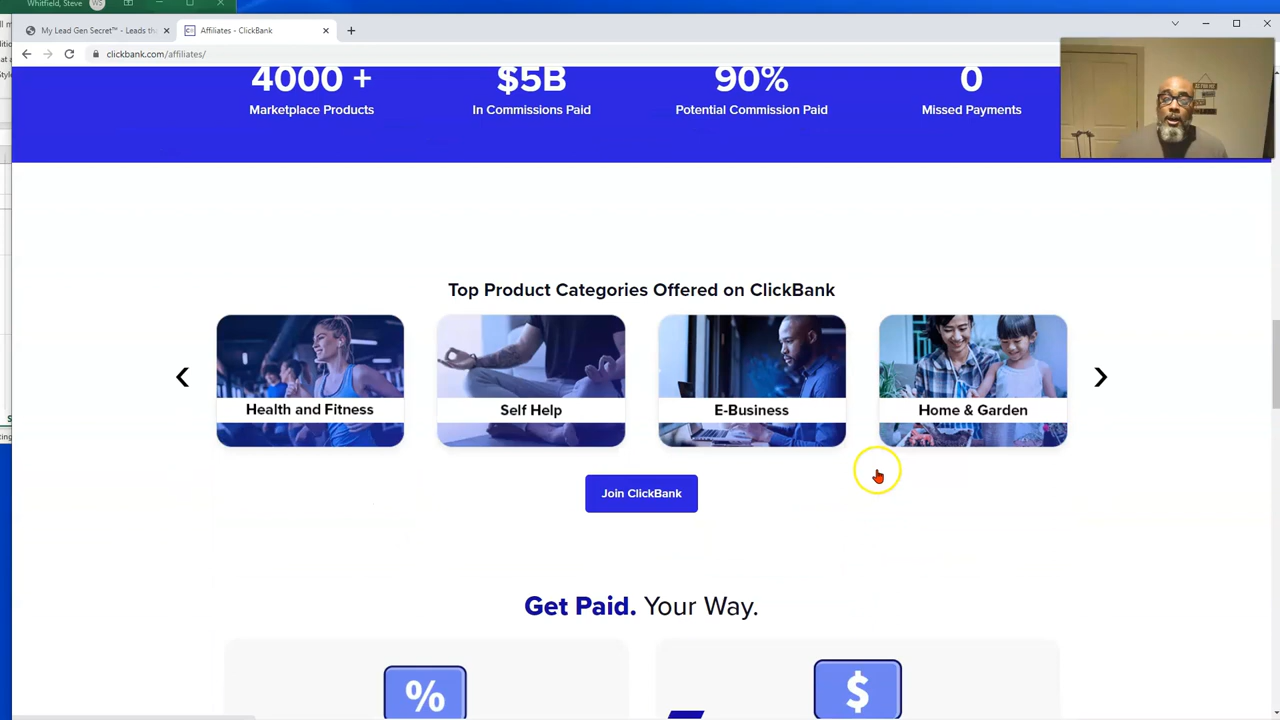 Whitfield, Steve WS
My Lead Gen Secret™ - Leads th
Affiliates - ClickBank
clickbank.com/affiliates/
4000 + $5B 90% 0
Marketplace Products In Commissions Paid Potential Commission Paid Missed Payments
Top Product Categories Offered on ClickBank
Health and Fitness Self Help E-Business Home & Garden
Join ClickBank
Get Paid. Your Way.
% $